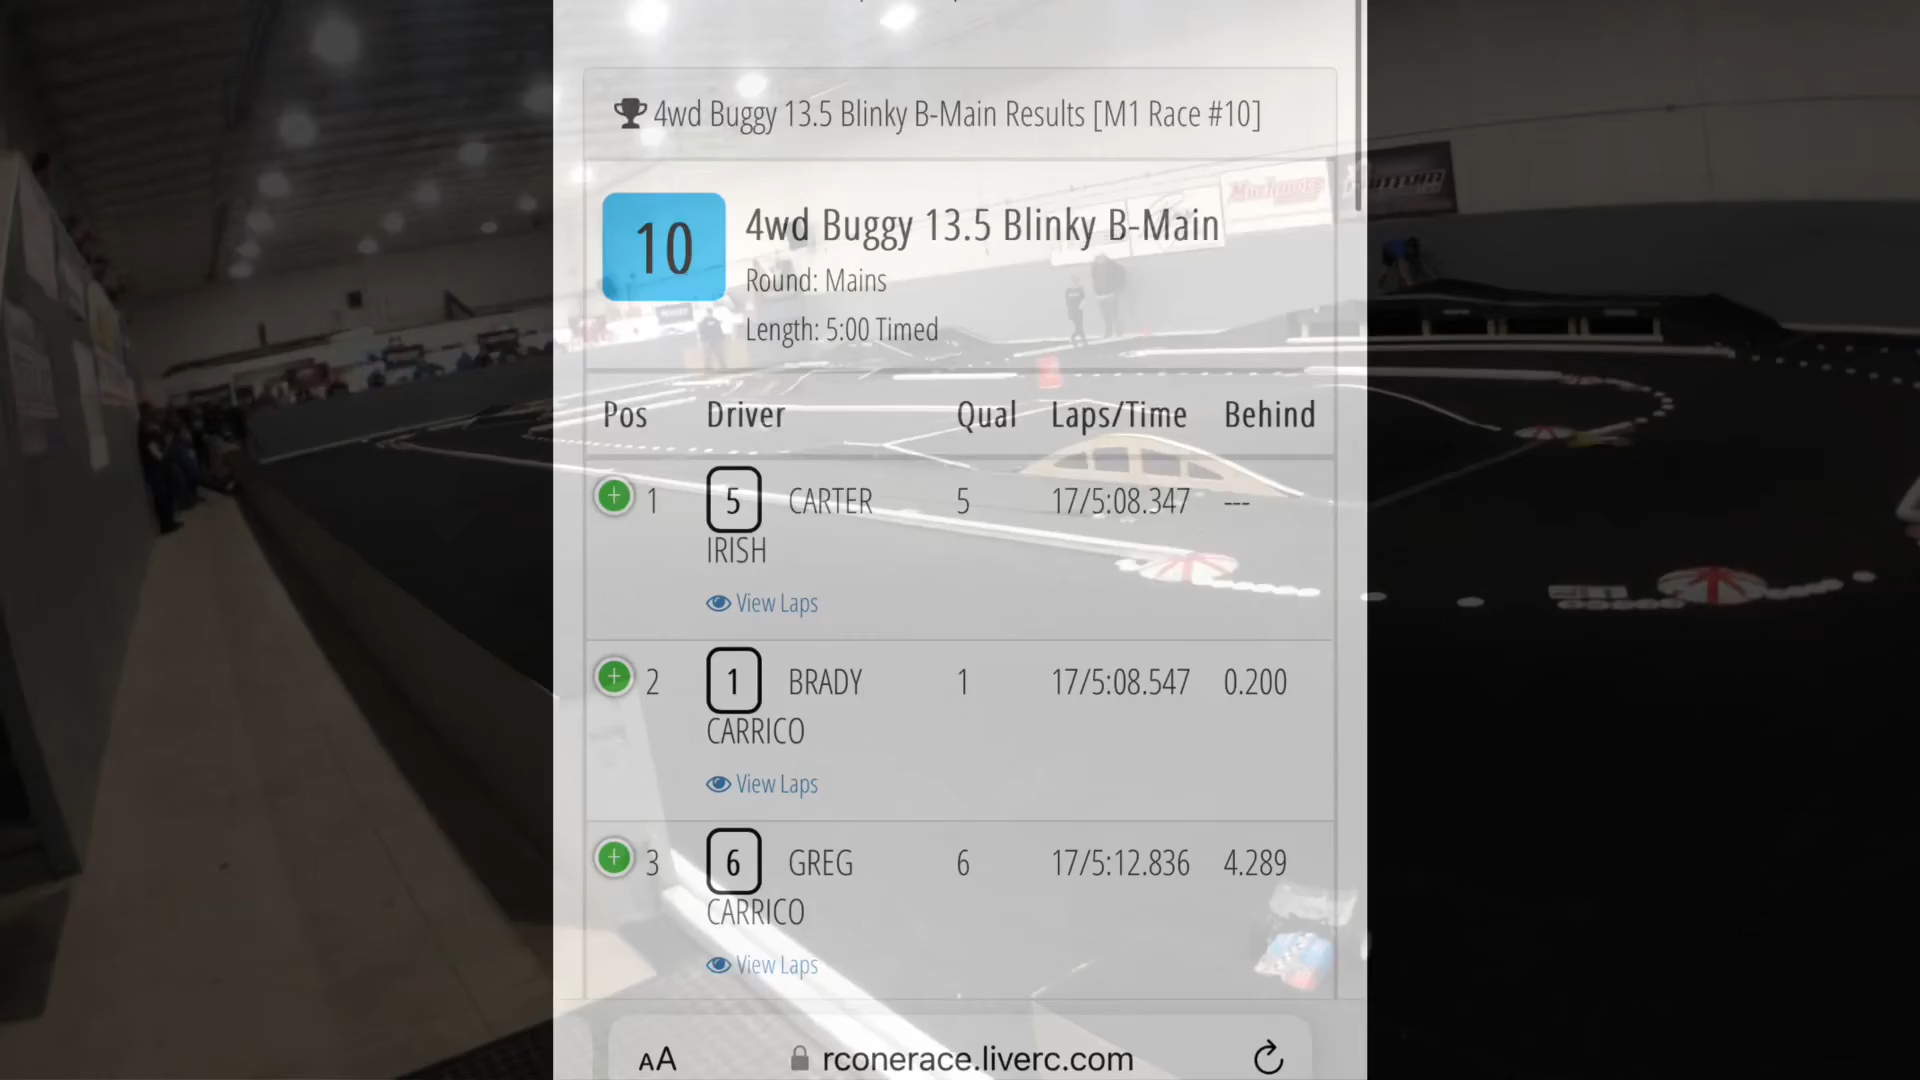 4wd Buggy 13.5 Blinky B-Main Results [M1 Race #10]
10
4wd Buggy 13.5 Blinky B-Main
Round: Mains
Length: 5:00 Timed
Pos Driver Qual Laps/Time Behind
1 5 CARTER 5 17/5:08.347 ---
IRISH
View Laps
2 1 BRADY 1 17/5:08.547 0.200
CARRICO
View Laps
3 6 GREG 6 17/5:12.836 4.289
CARRICO
View Laps
AA rconerace.liverc.com
Muchmore